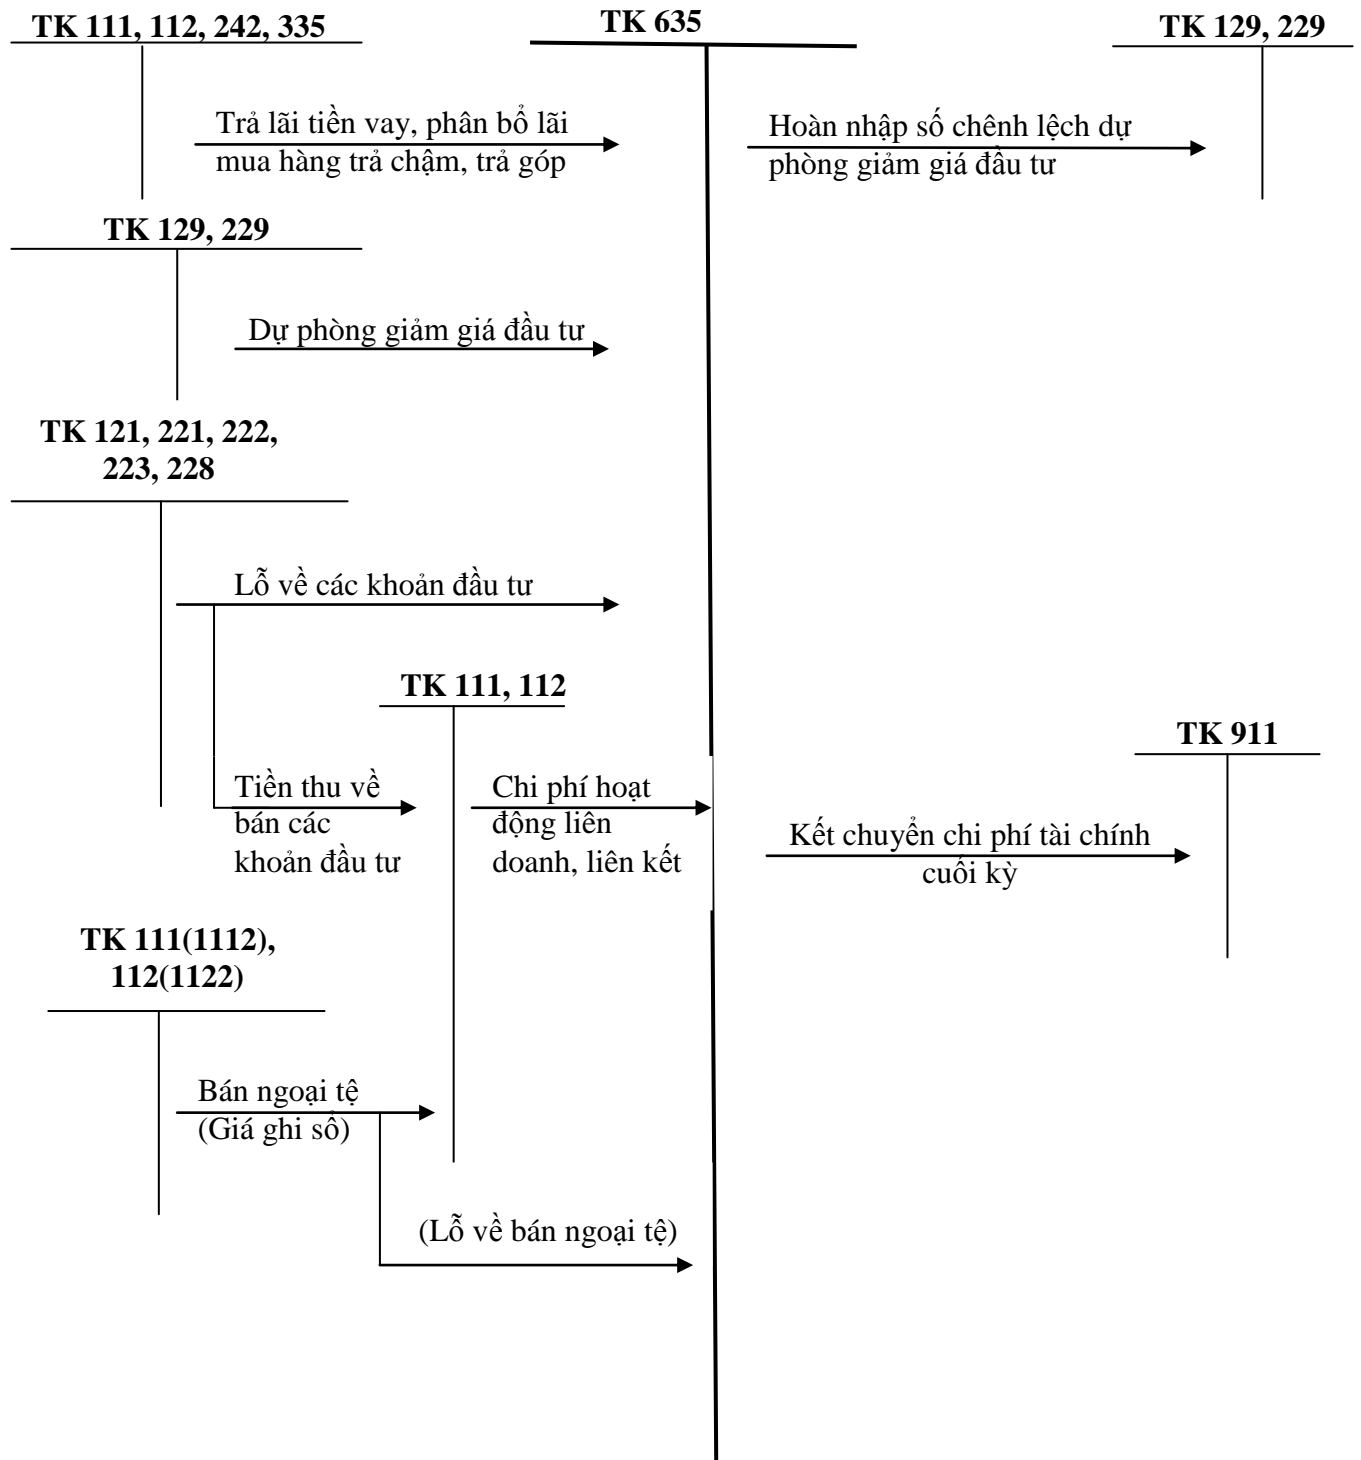 TK 111, 112, 242, 335
TK 635
TK 129, 229
Trả lãi tiền vay, phân bổ lãi
mua hàng trả chậm, trả góp
Hoàn nhập số chênh lệch dự
phòng giảm giá đầu tư
TK 129, 229
Dự phòng giảm giá đầu tư
TK 121, 221, 222,
223, 228
Lỗ về các khoản đầu tư
TK 111, 112
TK 911
Tiền thu về
bán các
khoản đầu tư
Chi phí hoạt
động liên
doanh, liên kết
Kết chuyển chi phí tài chính
cuối kỳ
TK 111(1112),
112(1122)
Bán ngoại tệ
(Giá ghi sổ)
(Lỗ về bán ngoại tệ)